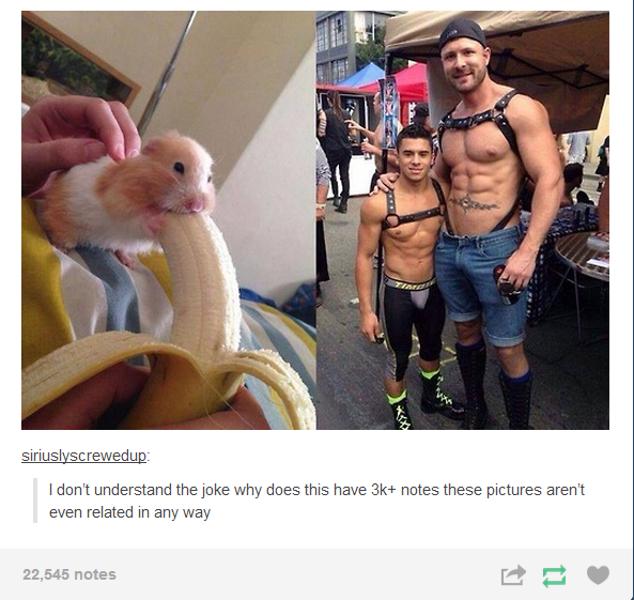 siriuslyscrewedup:
I don't understand the joke why does this have 3k+ notes these pictures aren't
even related in any way
22,545 notes